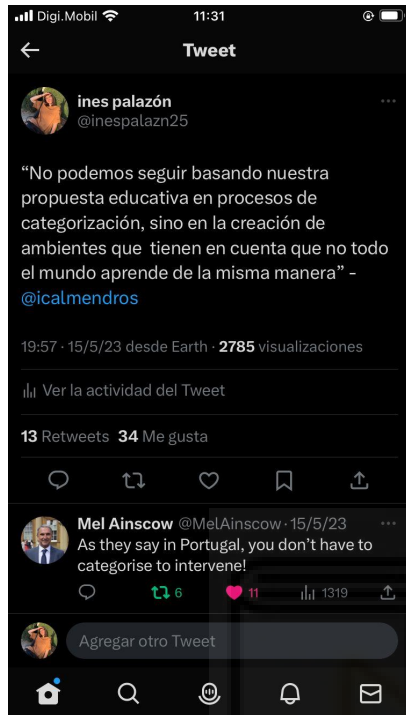 Digi.Mobil 11:31
Tweet
ines palazón
@inespalazn25
“No podemos seguir basando nuestra
propuesta educativa en procesos de
categorización, sino en la creación de
ambientes que tienen en cuenta que no todo
el mundo aprende de la misma manera” -
@icalmendros
19:57 · 15/5/23 desde Earth · 2785 visualizaciones
Ver la actividad del Tweet
13 Retweets 34 Me gusta
Mel Ainscow @MelAinscow · 15/5/23
As they say in Portugal, you don’t have to
categorise to intervene!
6 11 1319
Agregar otro Tweet